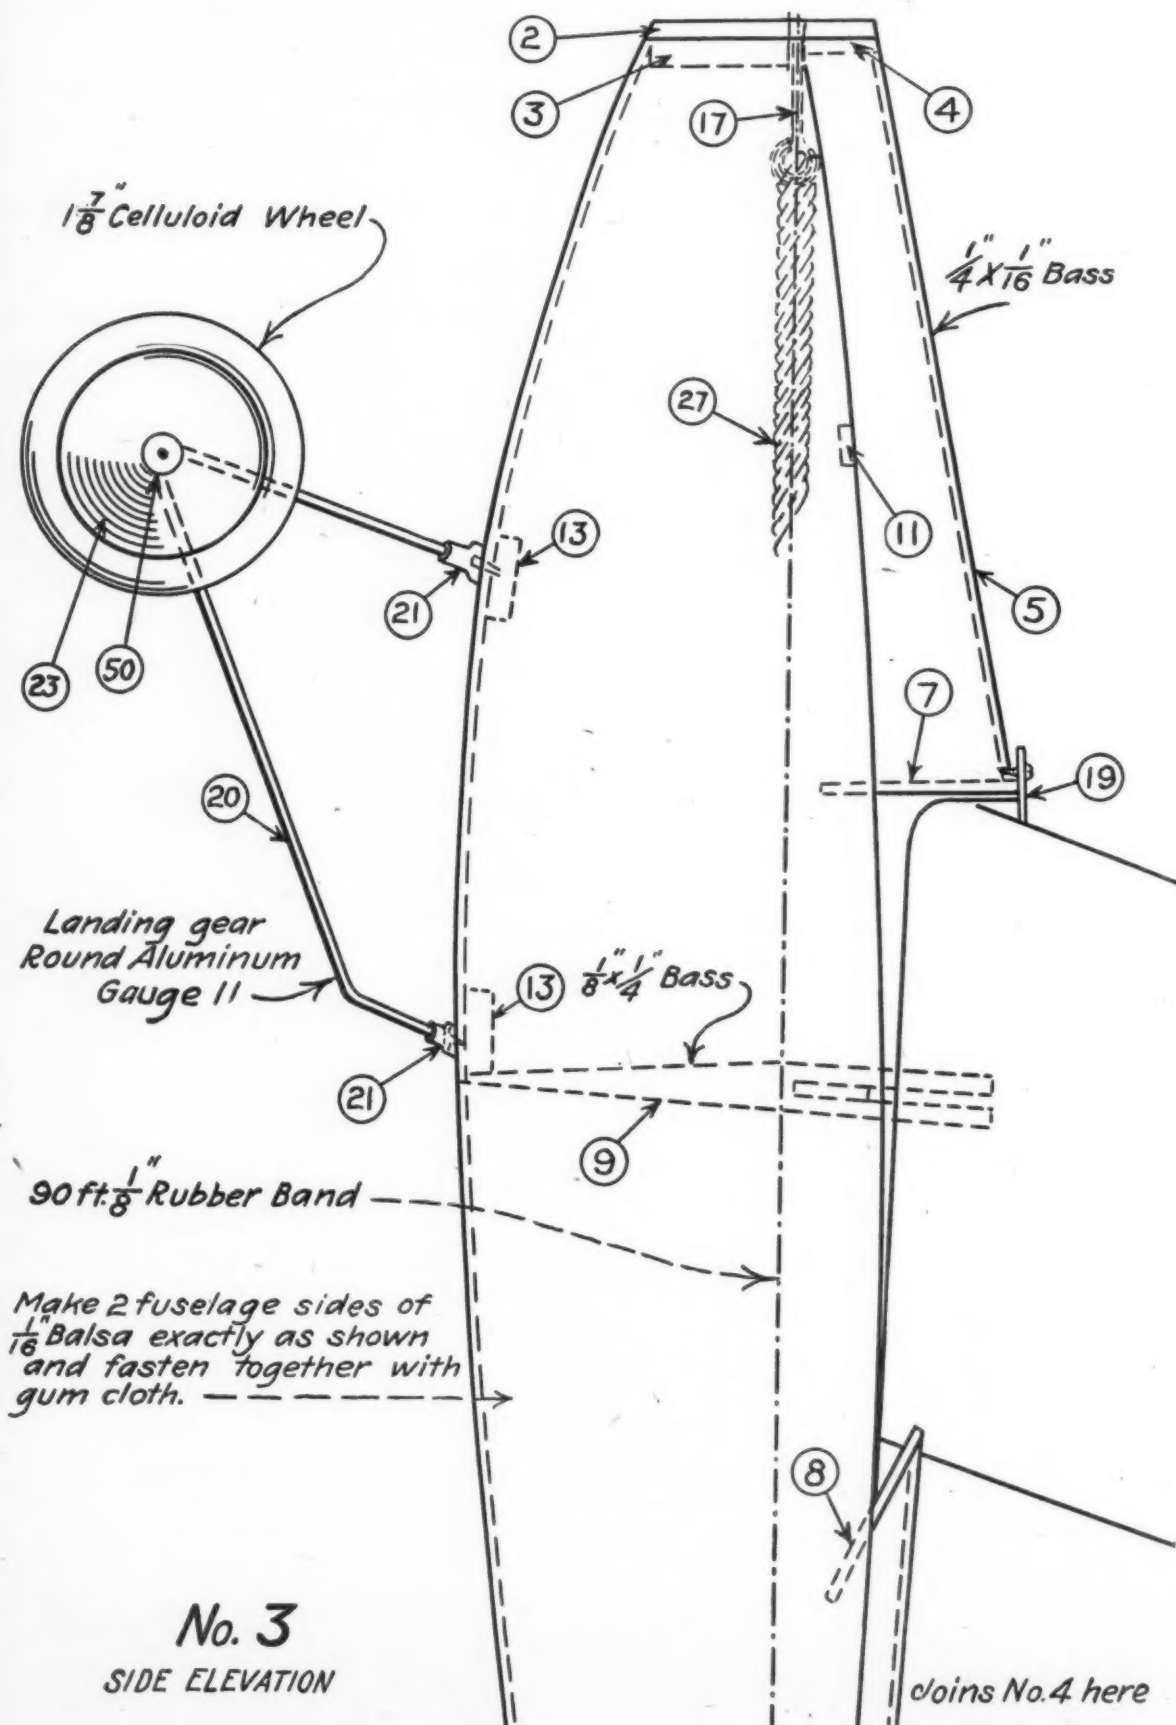 2
3
4
17
1 7/8" Celluloid Wheel
1/4" X 1/16" Bass
27
11
13
21
5
23
50
7
19
20
Landing gear
Round Aluminum
Gauge 11
1/8" x 1/4" Bass
13
21
9
90 ft. 1/8" Rubber Band
Make 2 fuselage sides of
1/16" Balsa exactly as shown
and fasten together with
gum cloth.
8
No. 3
SIDE ELEVATION
Joins No. 4 here